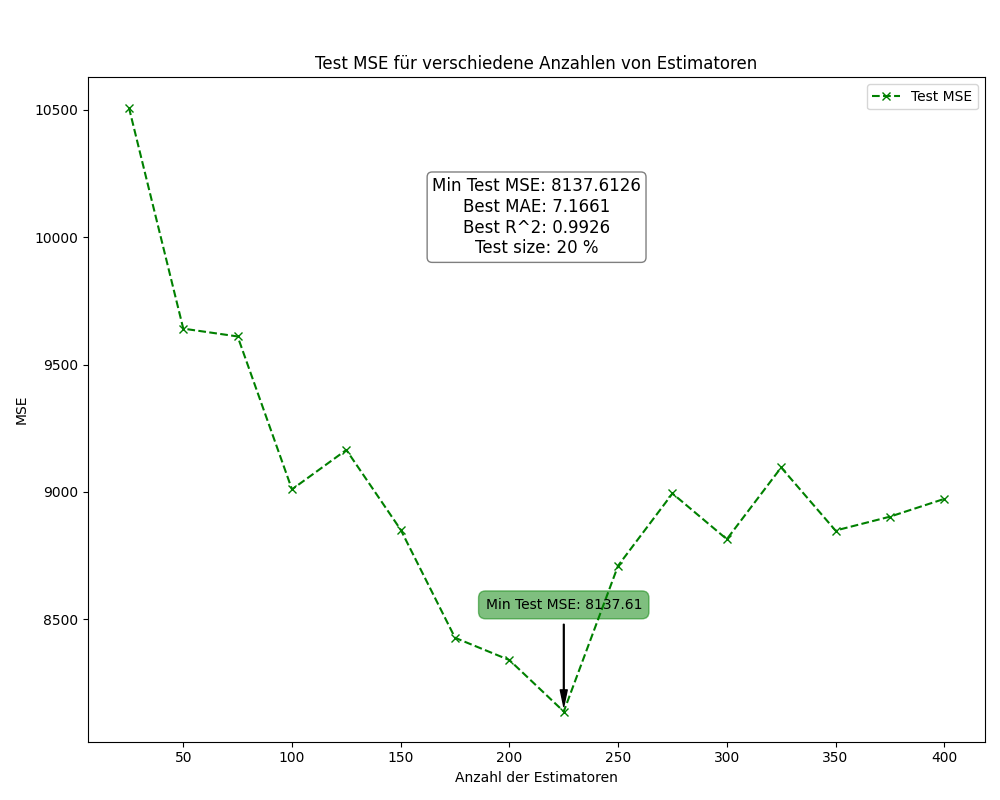 Test MSE für verschiedene Anzahlen von Estimatoren
Test MSE
Min Test MSE: 8137.6126
Best MAE: 7.1661
Best R^2: 0.9926
Test size: 20 %
Min Test MSE: 8137.61
MSE
10500
10000
9500
9000
8500
50 100 150 200 250 300 350 400
Anzahl der Estimatoren